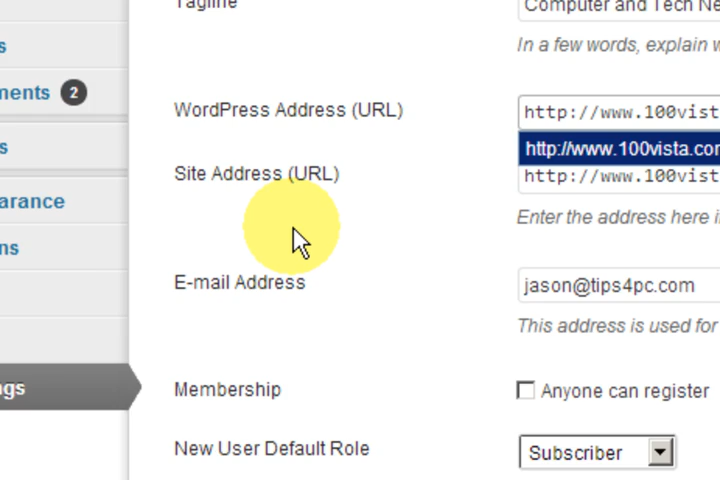 Tagline
Computer and Tech Ne
In a few words, explain w
ments 2
WordPress Address (URL)
http://www.100vist
http://www.100vista.com
Site Address (URL)
http://www.100vist
arance
Enter the address here i
ns
E-mail Address
jason@tips4pc.com
This address is used for
ngs
Membership
Anyone can register
New User Default Role
Subscriber